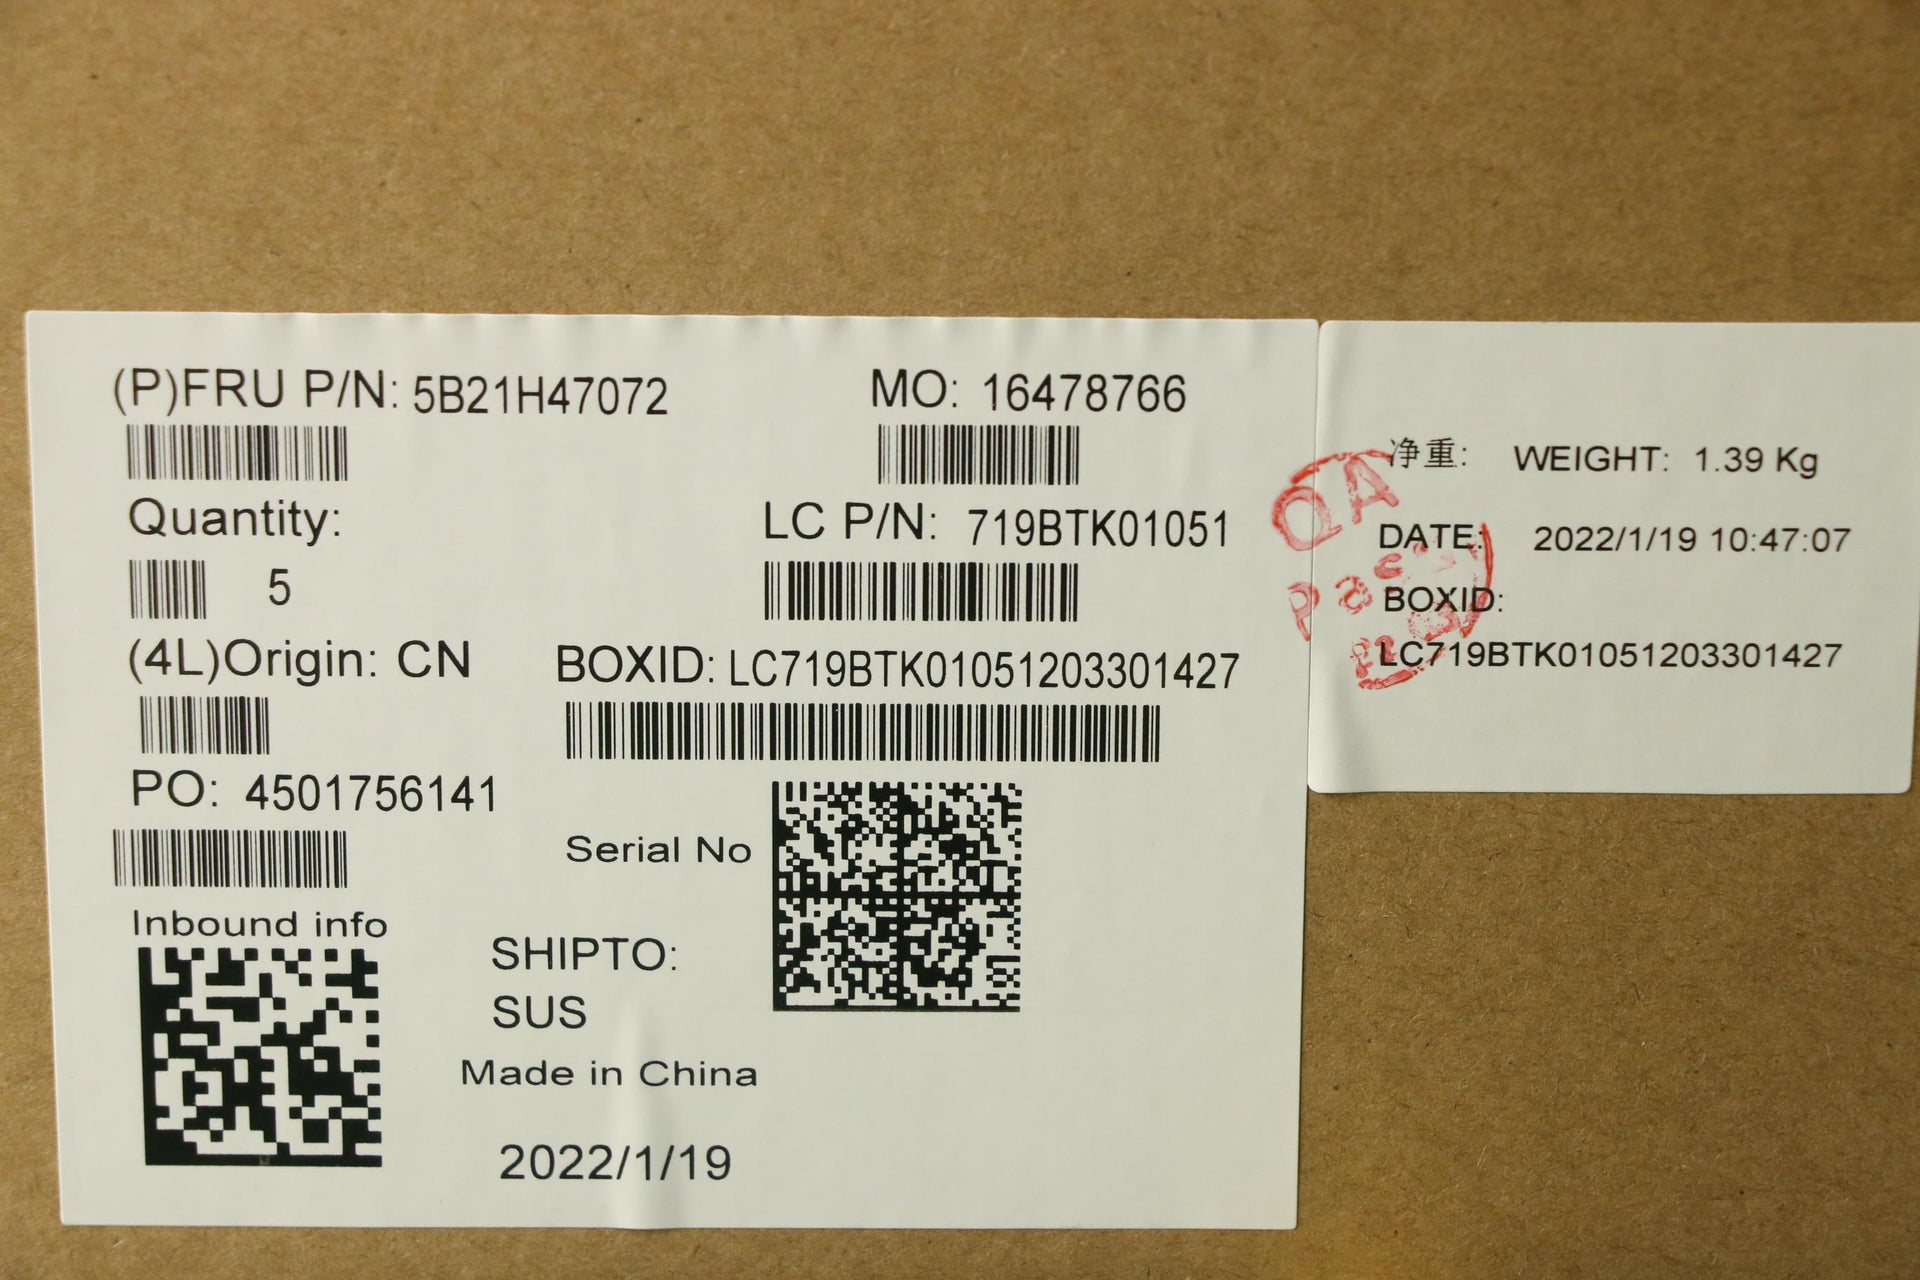 (P)FRU P/N: 5B21H47072
MO: 16478766
Quantity:
5
LC P/N: 719BTK01051
(4L)Origin: CN
BOXID: LC719BTK01051203301427
PO: 4501756141
Serial No
Inbound info
SHIPTO:
SUS
Made in China
2022/1/19
净重: WEIGHT: 1.39 Kg
DATE: 2022/1/19 10:47:07
BOXID:
LC719BTK01051203301427
QA